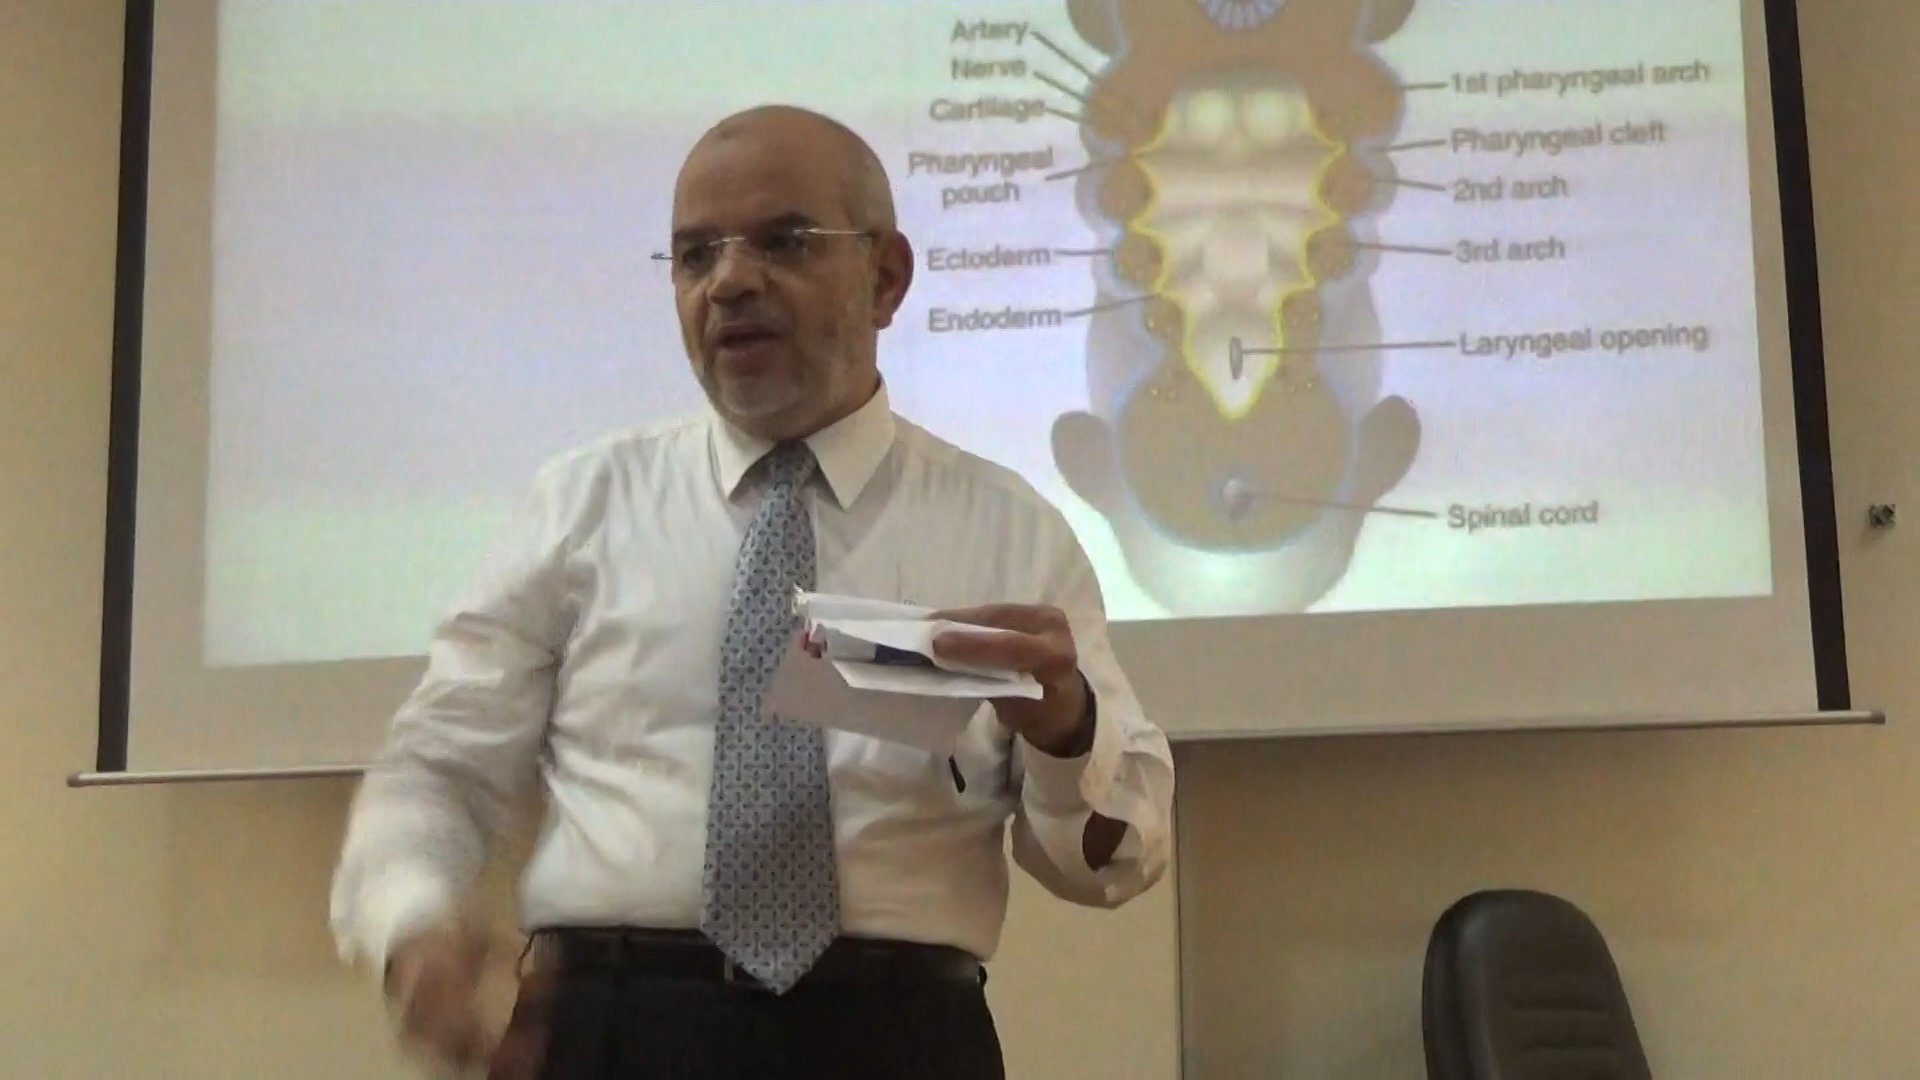 Artery
Nerve
Cartilage
Pharyngeal
pouch
Ectoderm
Endoderm
1st pharyngeal arch
Pharyngeal cleft
2nd arch
3rd arch
Laryngeal opening
Spinal cord